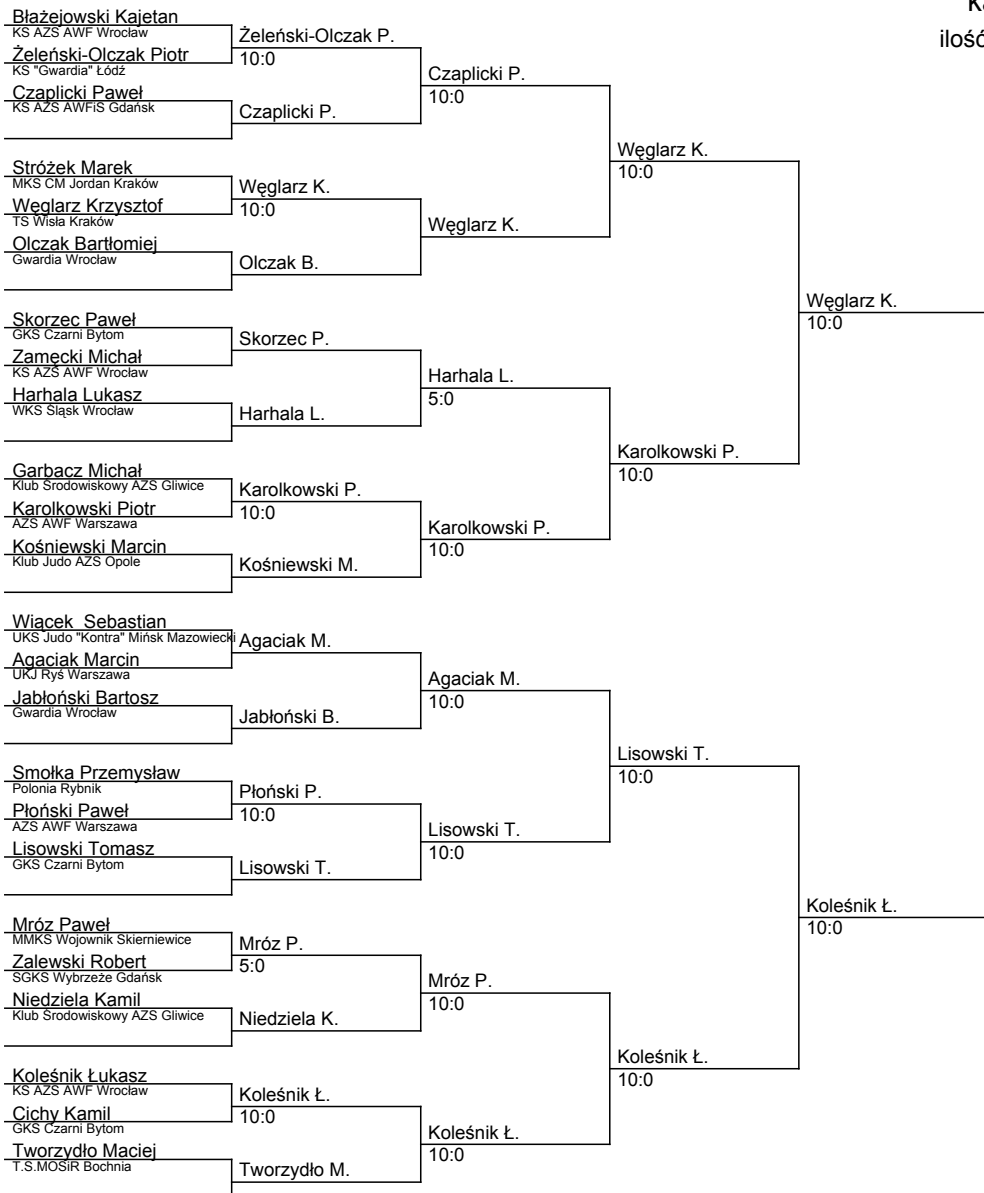 Ka
ilość
Błażejowski Kajetan
KS AZS AWF Wrocław
Żeleński-Olczak P.
10:0
Żeleński-Olczak Piotr
KS "Gwardia" Łódź
Czaplicki P.
10:0
Czaplicki Paweł
KS AZS AWFiS Gdańsk
Czaplicki P.
Węglarz K.
10:0
Stróżek Marek
MKS CM Jordan Kraków
Węglarz K.
10:0
Węglarz Krzysztof
TS Wisła Kraków
Węglarz K.
Olczak Bartłomiej
Gwardia Wrocław
Olczak B.
Węglarz K.
10:0
Skorzec Paweł
GKS Czarni Bytom
Skorzec P.
Zamęcki Michał
KS AZS AWF Wrocław
Harhala L.
5:0
Harhala Lukasz
WKS Śląsk Wrocław
Harhala L.
Karolkowski P.
10:0
Garbacz Michał
Klub Środowiskowy AZS Gliwice
Karolkowski P.
10:0
Karolkowski Piotr
AZS AWF Warszawa
Karolkowski P.
10:0
Kośniewski Marcin
Klub Judo AZS Opole
Kośniewski M.
Wiącek Sebastian
UKS Judo "Kontra" Mińsk Mazowiecki
Agaciak M.
Agaciak Marcin
UKJ Ryś Warszawa
Agaciak M.
10:0
Jabłoński Bartosz
Gwardia Wrocław
Jabłoński B.
Lisowski T.
10:0
Smołka Przemysław
Polonia Rybnik
Płoński P.
10:0
Płoński Paweł
AZS AWF Warszawa
Lisowski T.
10:0
Lisowski Tomasz
GKS Czarni Bytom
Lisowski T.
Koleśnik Ł.
10:0
Mróz Paweł
MMKS Wojownik Skierniewice
Mróz P.
5:0
Zalewski Robert
SGKS Wybrzeże Gdańsk
Mróz P.
10:0
Niedziela Kamil
Klub Środowiskowy AZS Gliwice
Niedziela K.
Koleśnik Ł.
10:0
Koleśnik Łukasz
KS AZS AWF Wrocław
Koleśnik Ł.
10:0
Cichy Kamil
GKS Czarni Bytom
Koleśnik Ł.
10:0
Tworzydło Maciej
T.S.MOSiR Bochnia
Tworzydło M.